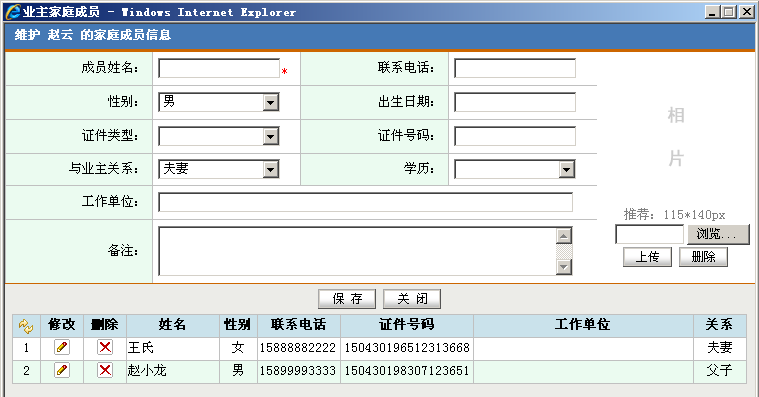 业主家庭成员 - Windows Internet Explorer
维护 赵云 的家庭成员信息
成员姓名： * 联系电话：
性别： 男 出生日期：
证件类型： 证件号码：
与业主关系： 夫妻 学历：
工作单位：
备注：
相
片
推荐：115*140px
浏览...
上传 删除
保 存 关 闭
修改 删除 姓名 性别 联系电话 证件号码 工作单位 关系
1 王氏 女 15888882222 150430196512313668 夫妻
2 赵小龙 男 15899993333 150430198307123651 父子